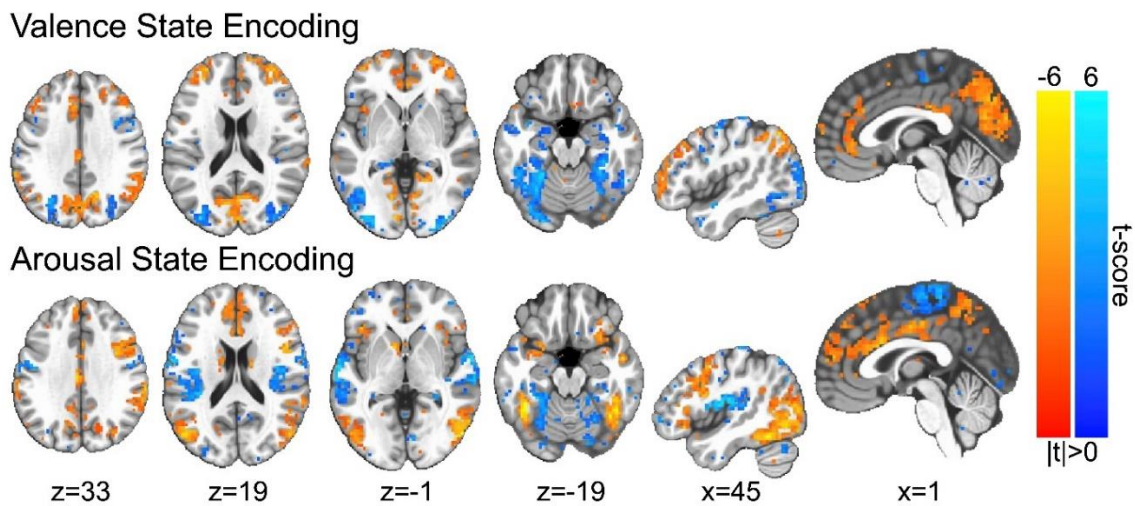 Valence State Encoding
-6 6
t-score
|t|>0
Arousal State Encoding
z=33 z=19 z=-1 z=-19 x=45 x=1